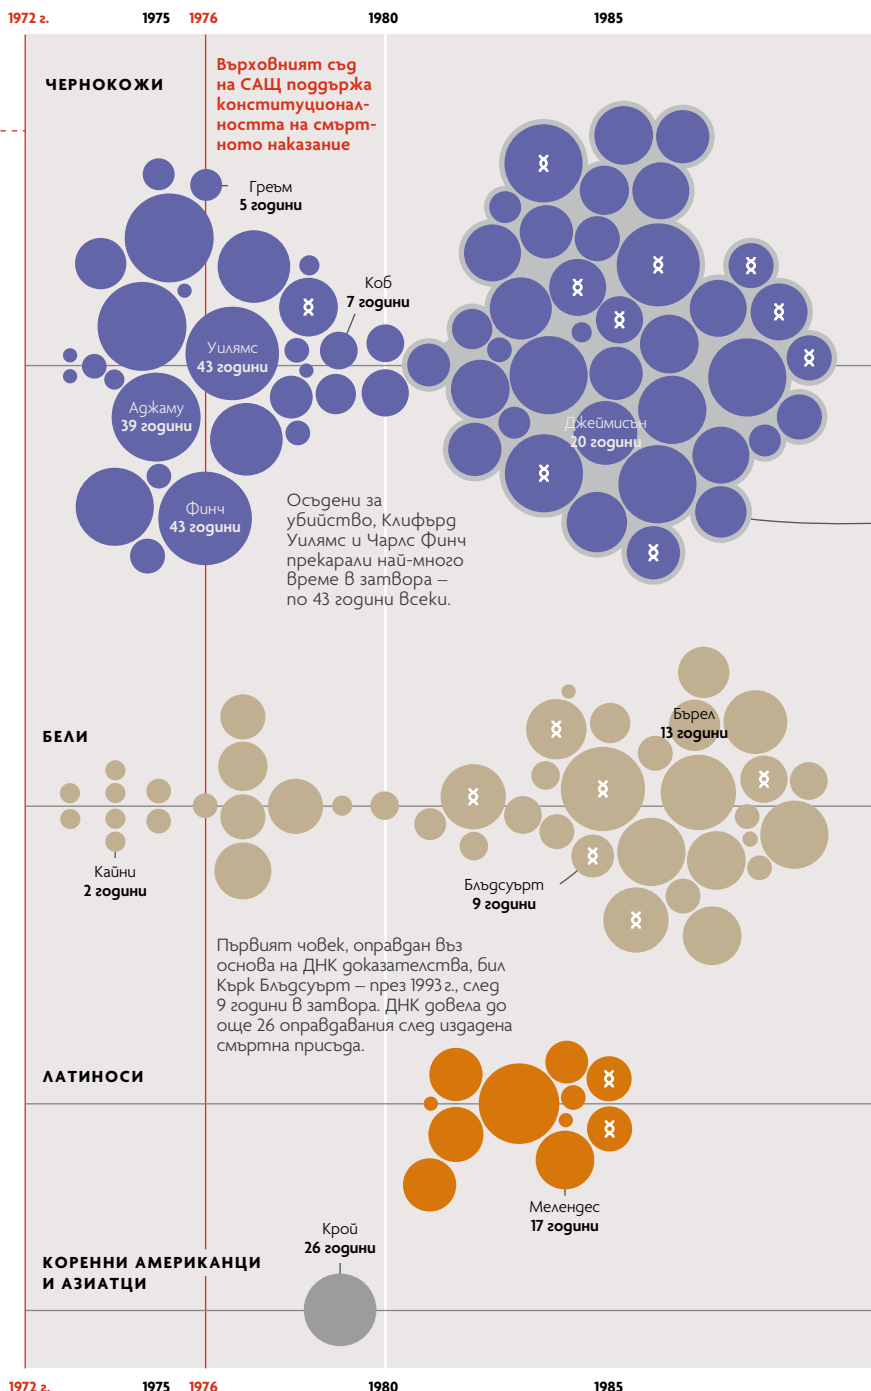 1972 г. 1975 1976 1980 1985
ЧЕРНОКОЖИ
Върховният съд
на САЩ поддържа
конституционал-
ността на смърт-
ното наказание
Греъм
5 години
Коб
7 години
Уилямс
43 години
Аджаму
39 години
Джеймисън
20 години
Финч
43 години
Осъдени за
убийство, Клифърд
Уилямс и Чарлс Финч
прекарали най-много
време в затвора –
по 43 години всеки.
БЕЛИ
Бърел
13 години
Кайни
2 години
Блъдсуърт
9 години
Първият човек, оправдан въз
основа на ДНК доказателства, бил
Кърк Блъдсуърт – през 1993 г., след
9 години в затвора. ДНК довела до
още 26 оправдавания след издадена
смъртна присъда.
ЛАТИНОСИ
Мелендес
17 години
Крой
26 години
КОРЕННИ АМЕРИКАНЦИ
И АЗИАТЦИ
1972 г. 1975 1976 1980 1985